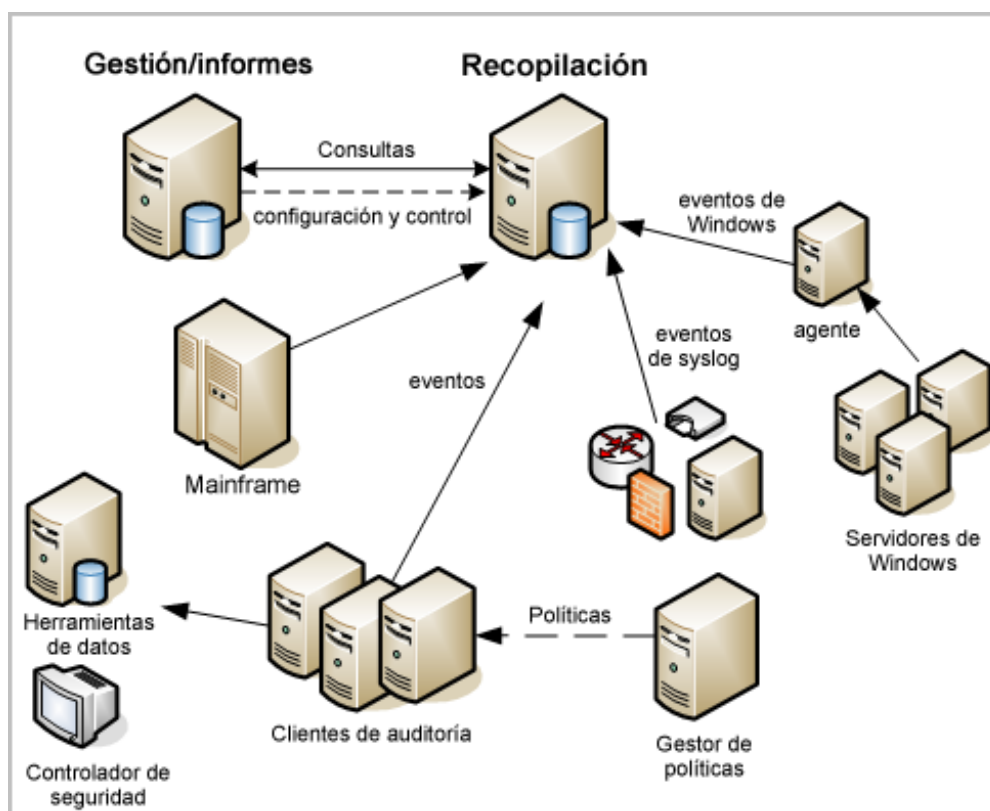 Gestión/informes
Recopilación
Consultas
configuración y control
eventos de
Windows
agente
eventos
de syslog
eventos
Mainframe
Servidores de
Windows
Herramientas
de datos
Políticas
Clientes de auditoría
Gestor de
políticas
Controlador de
seguridad